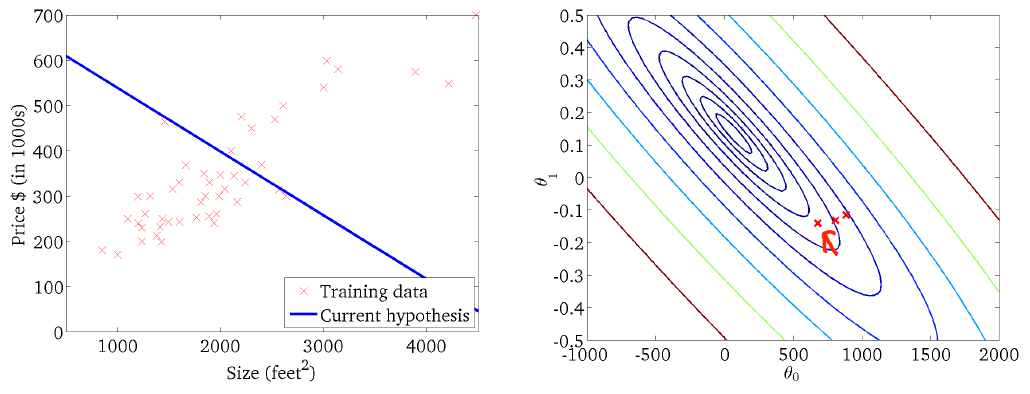 700
600
500
400
300
200
100
0
1000 2000 3000 4000
Price $ (in 1000s)
Size (feet²)
Training data
Current hypothesis
0.5
0.4
0.3
0.2
0.1
0
-0.1
-0.2
-0.3
-0.4
-0.5
-1000 -500 0 500 1000 1500 2000
θ₁
θ₀